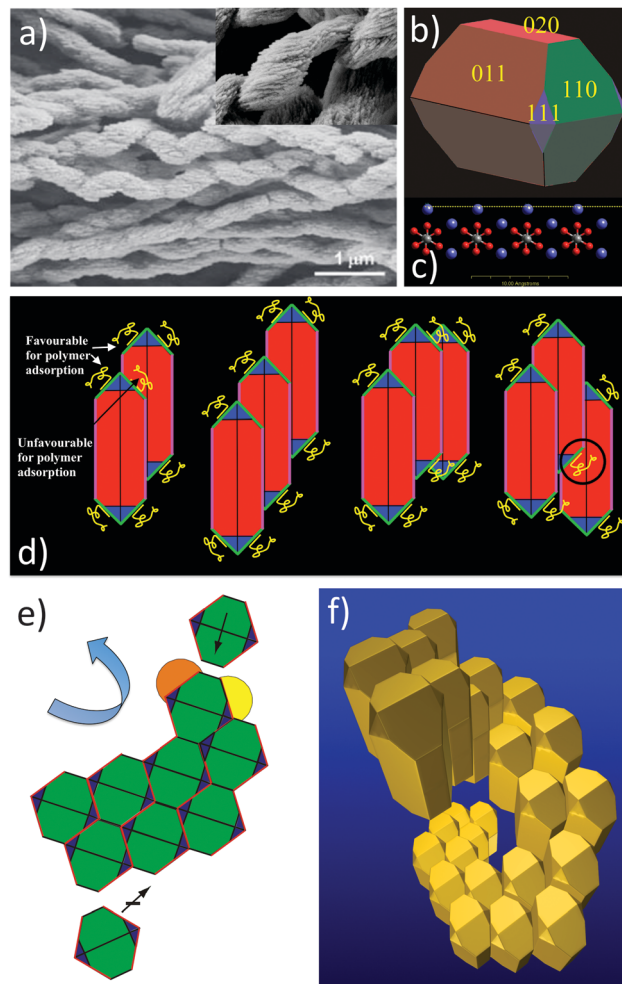 a)
1 μm
b)
020
011
110
111
c)
10.00 Angstroms
Favourable
for polymer
adsorption
Unfavourable
for polymer
adsorption
d)
e)
f)